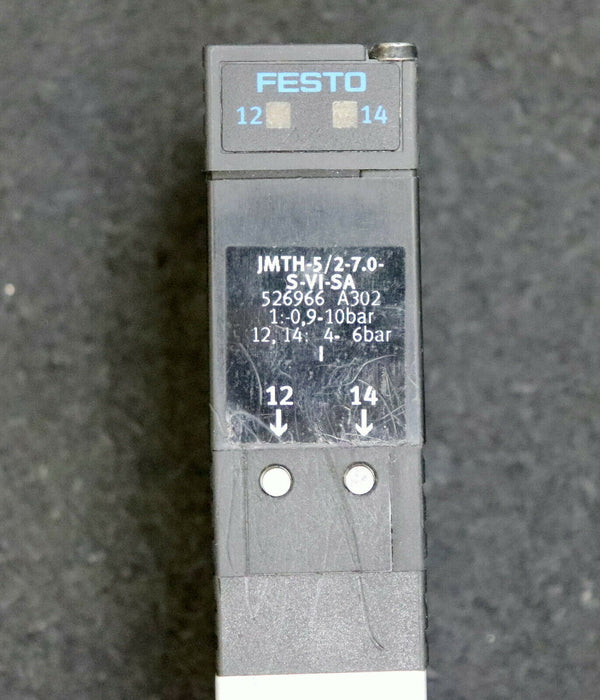 FESTO
12 14
JMTH-5/2-7.0-
S-VI-SA
526966 A302
1:-0,9-10bar
12, 14: 4- 6bar
I
12 14
↓ ↓